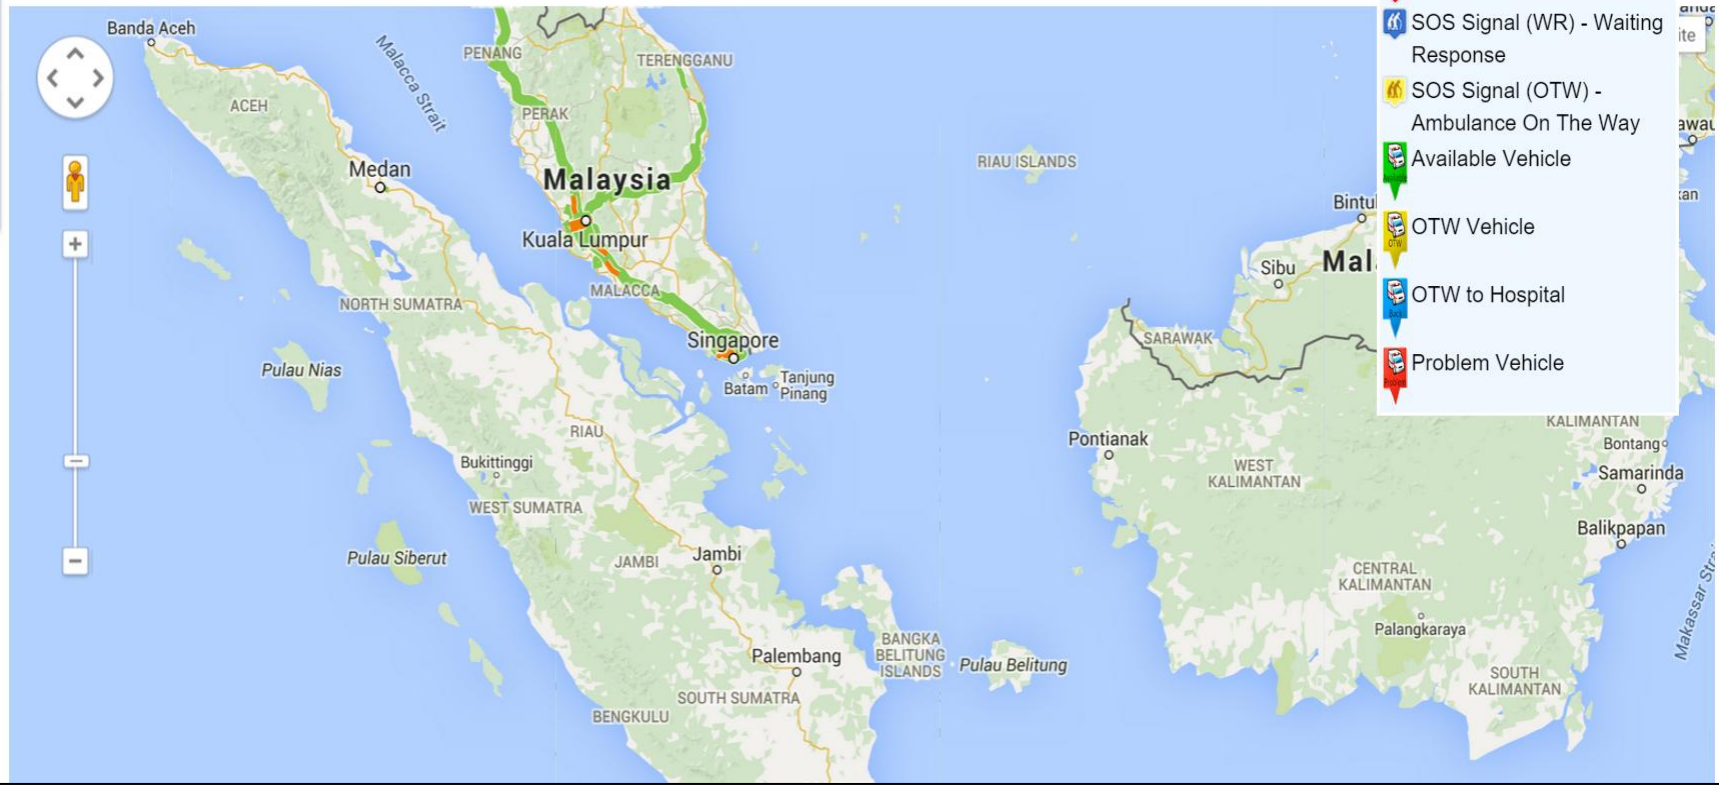 Banda Aceh
Malacca Strait
ACEH
Medan
PENANG
TERENGGANU
PERAK
Malaysia
Kuala Lumpur
MALACCA
NORTH SUMATRA
Singapore
Batam
Tanjung
Pinang
Pulau Nias
RIAU
Bukittinggi
WEST SUMATRA
Pulau Siberut
JAMBI
Jambi
Palembang
SOUTH SUMATRA
BENGKULU
BANGKA
BELITUNG
ISLANDS
Pulau Belitung
RIAU ISLANDS
Sibu
SARAWAK
Pontianak
WEST
KALIMANTAN
CENTRAL
KALIMANTAN
Palangkaraya
SOUTH
KALIMANTAN
KALIMANTAN
Bontang
Samarinda
Balikpapan
SOS Signal (WR) - Waiting
Response
SOS Signal (OTW) -
Ambulance On The Way
Available Vehicle
OTW Vehicle
OTW
OTW to Hospital
Back
Problem Vehicle